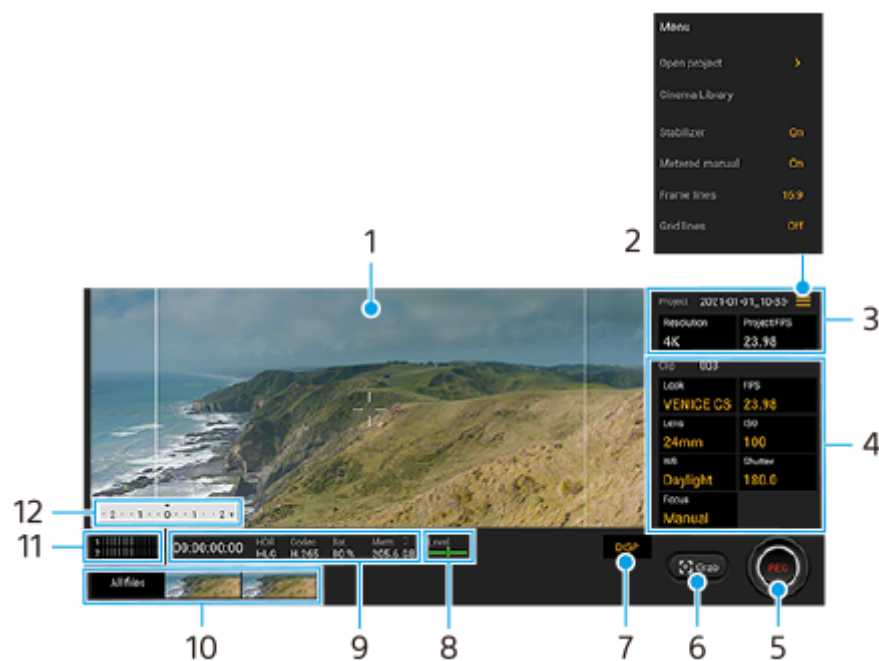 Menu
Open project >
Cinema Library
Stabilizer On
Metered manual On
Frame lines 16:9
Grid lines Off
1
2
Project 2021-01-01_10-35-
3
Resolution Project FPS
4K 23.98
Clip 003
Look FPS
VENICE CS 23.98
Lens ISO
24mm 100
4
WB Shutter
Daylight 180.0
Focus
Manual
12
- 2 · · 1 · · 0 · · 1 · · 2 +
11
00:00:00:00
HDR Codec Bat. Mem.
HLG H.265 80% 205.6 GB
Level
DISP
Grab
REC
All files
10 9 8 7 6 5